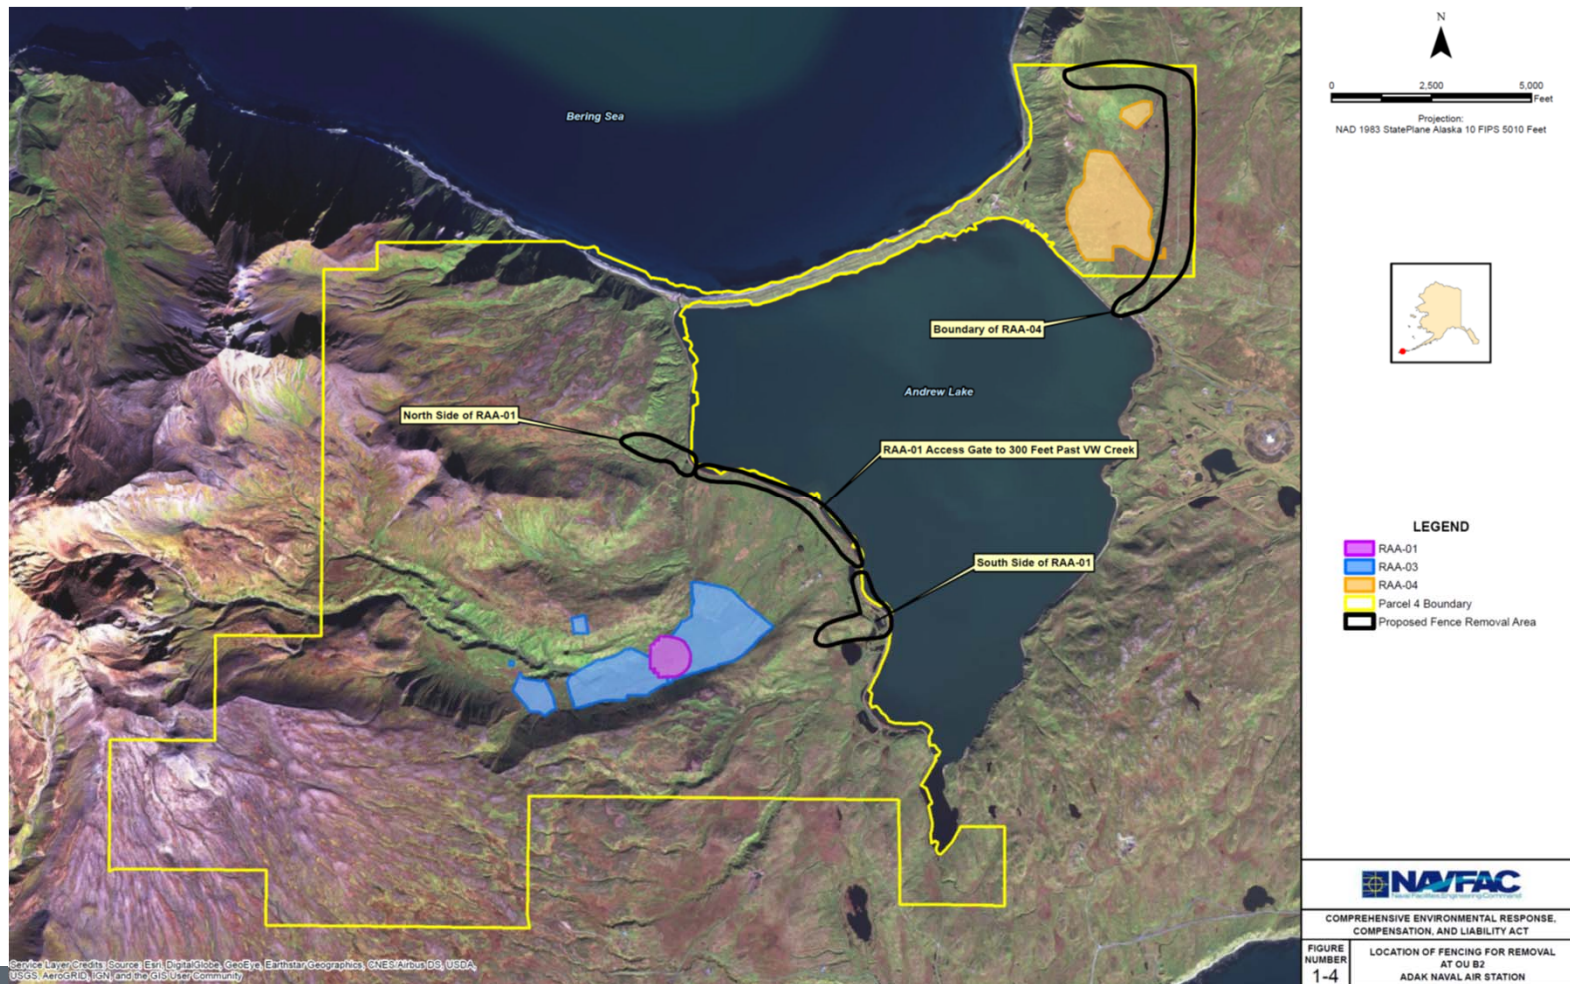 Bering Sea
Boundary of RAA-04
Andrew Lake
North Side of RAA-01
RAA-01 Access Gate to 300 Feet Past VW Creek
South Side of RAA-01
Service Layer Credits: Source: Esri, DigitalGlobe, GeoEye, Earthstar Geographics, CNES/Airbus DS, USDA,
USGS, AeroGRID, IGN, and the GIS User Community
N
0 2,500 5,000
Feet
Projection:
NAD 1983 StatePlane Alaska 10 FIPS 5010 Feet
LEGEND
RAA-01
RAA-03
RAA-04
Parcel 4 Boundary
Proposed Fence Removal Area
NAVFAC
Naval Facilities Engineering Command
COMPREHENSIVE ENVIRONMENTAL RESPONSE,
COMPENSATION, AND LIABILITY ACT
FIGURE
NUMBER
1-4
LOCATION OF FENCING FOR REMOVAL
AT OU B2
ADAK NAVAL AIR STATION